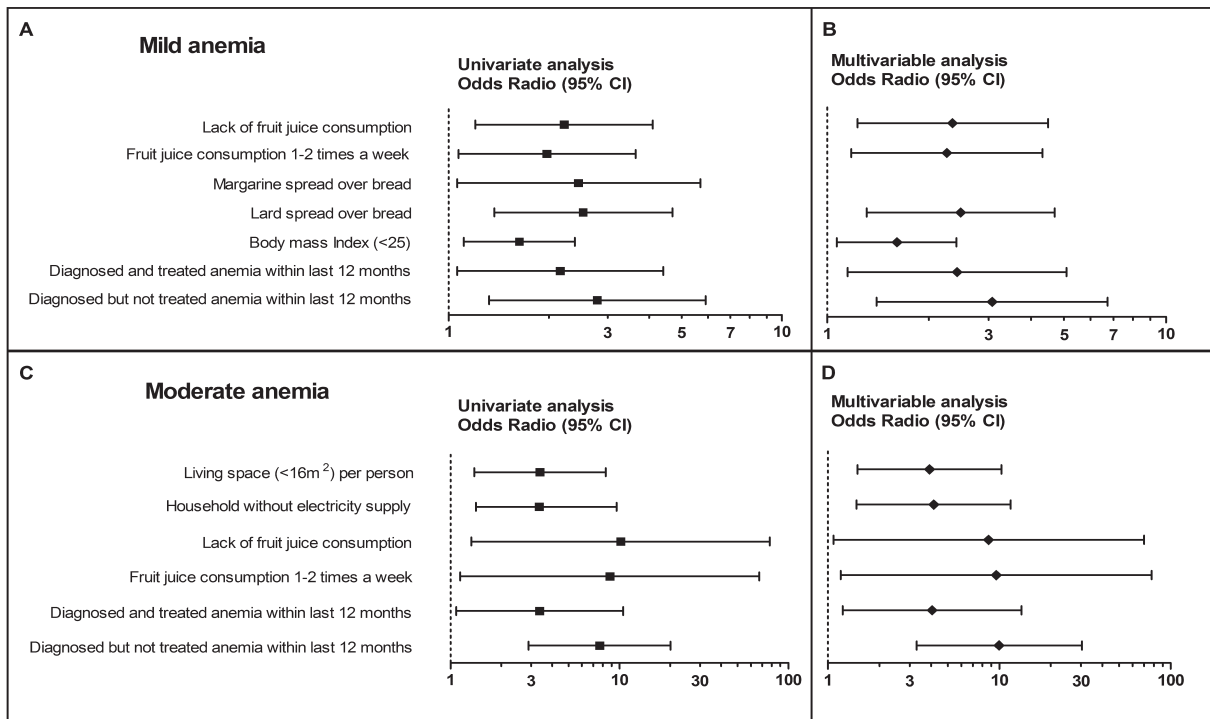 A
Mild anemia
Univariate analysis
Odds Radio (95% CI)
Lack of fruit juice consumption
Fruit juice consumption 1-2 times a week
Margarine spread over bread
Lard spread over bread
Body mass Index (<25)
Diagnosed and treated anemia within last 12 months
Diagnosed but not treated anemia within last 12 months
1 3 5 7 10
B
Multivariable analysis
Odds Radio (95% CI)
1 3 5 7 10
C
Moderate anemia
Univariate analysis
Odds Radio (95% CI)
Living space (<16m²) per person
Household without electricity supply
Lack of fruit juice consumption
Fruit juice consumption 1-2 times a week
Diagnosed and treated anemia within last 12 months
Diagnosed but not treated anemia within last 12 months
1 3 10 30 100
D
Multivariable analysis
Odds Radio (95% CI)
1 3 10 30 100